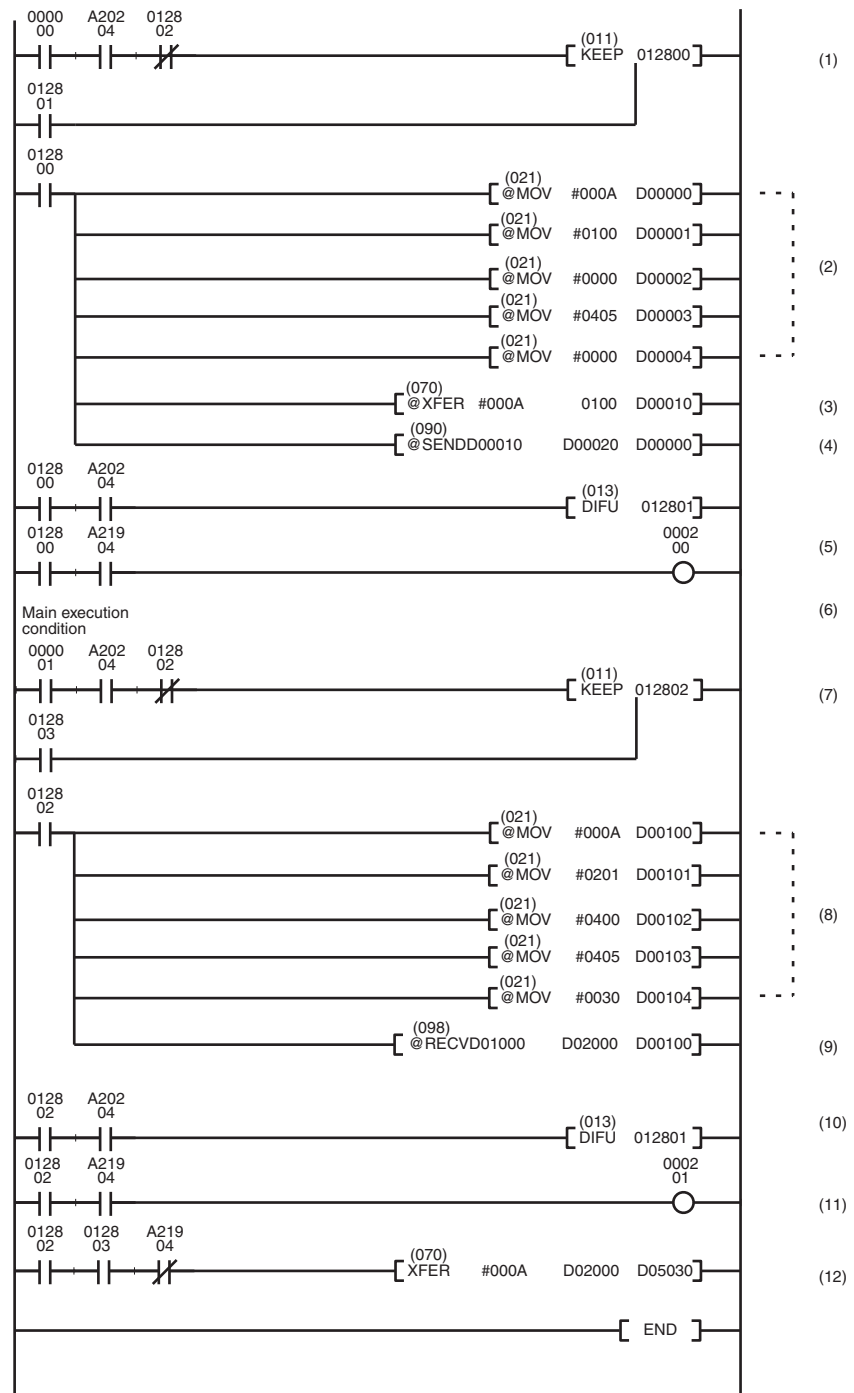 0000 A202 0128
00 04 02
(011)
KEEP 012800
(1)
0128
01
0128
00
(021)
@MOV #000A D00000
(021)
@MOV #0100 D00001
(2)
(021)
@MOV #0000 D00002
(021)
@MOV #0405 D00003
(021)
@MOV #0000 D00004
(070)
@XFER #000A 0100 D00010
(3)
(090)
@SENDD00010 D00020 D00000
(4)
0128 A202
00 04
(013)
DIFU 012801
0128 A219
00 04
0002
00
(5)
(6)
Main execution
condition
0000 A202 0128
01 04 02
(011)
KEEP 012802
(7)
0128
03
0128
02
(021)
@MOV #000A D00100
(021)
@MOV #0201 D00101
(8)
(021)
@MOV #0400 D00102
(021)
@MOV #0405 D00103
(021)
@MOV #0030 D00104
(098)
@RECVD01000 D02000 D00100
(9)
0128 A202
02 04
(013)
DIFU 012801
(10)
0128 A219
02 04
0002
01
(11)
0128 0128 A219
02 03 04
(070)
XFER #000A D02000 D05030
(12)
END